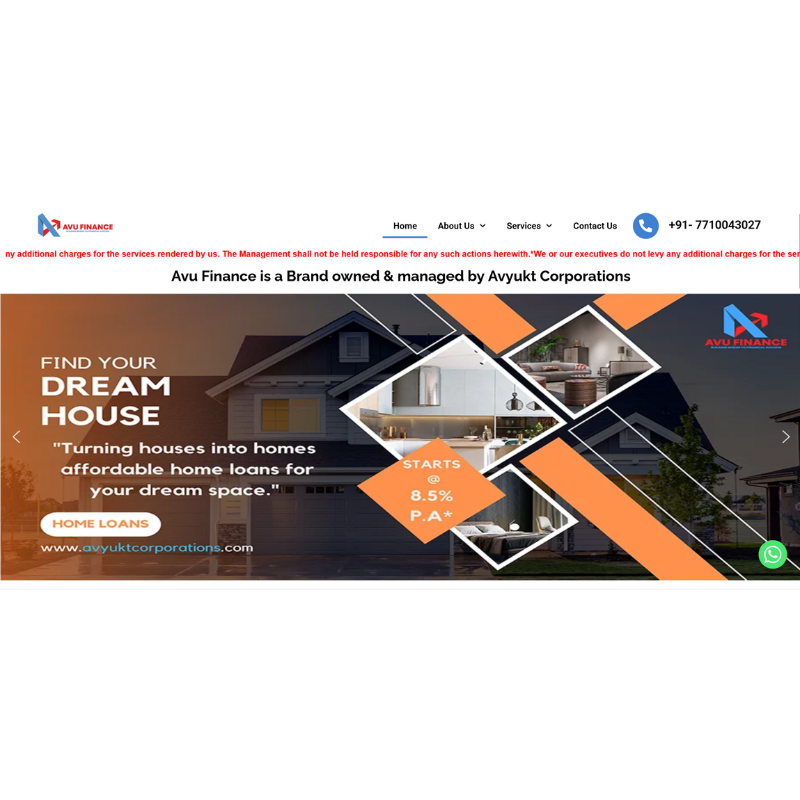 AVU FINANCE
Home
About Us
Services
Contact Us
+91- 7710043027
ny additional charges for the services rendered by us. The Management shall not be held responsible for any such actions herewith.*We or our executives do not levy any additional charges for the ser
Avu Finance is a Brand owned & managed by Avyukt Corporations
AVU FINANCE
FIND YOUR
DREAM
HOUSE
"Turning houses into homes
affordable home loans for
your dream space."
STARTS
@
8.5%
P.A*
HOME LOANS
www.avyuktcorporations.com